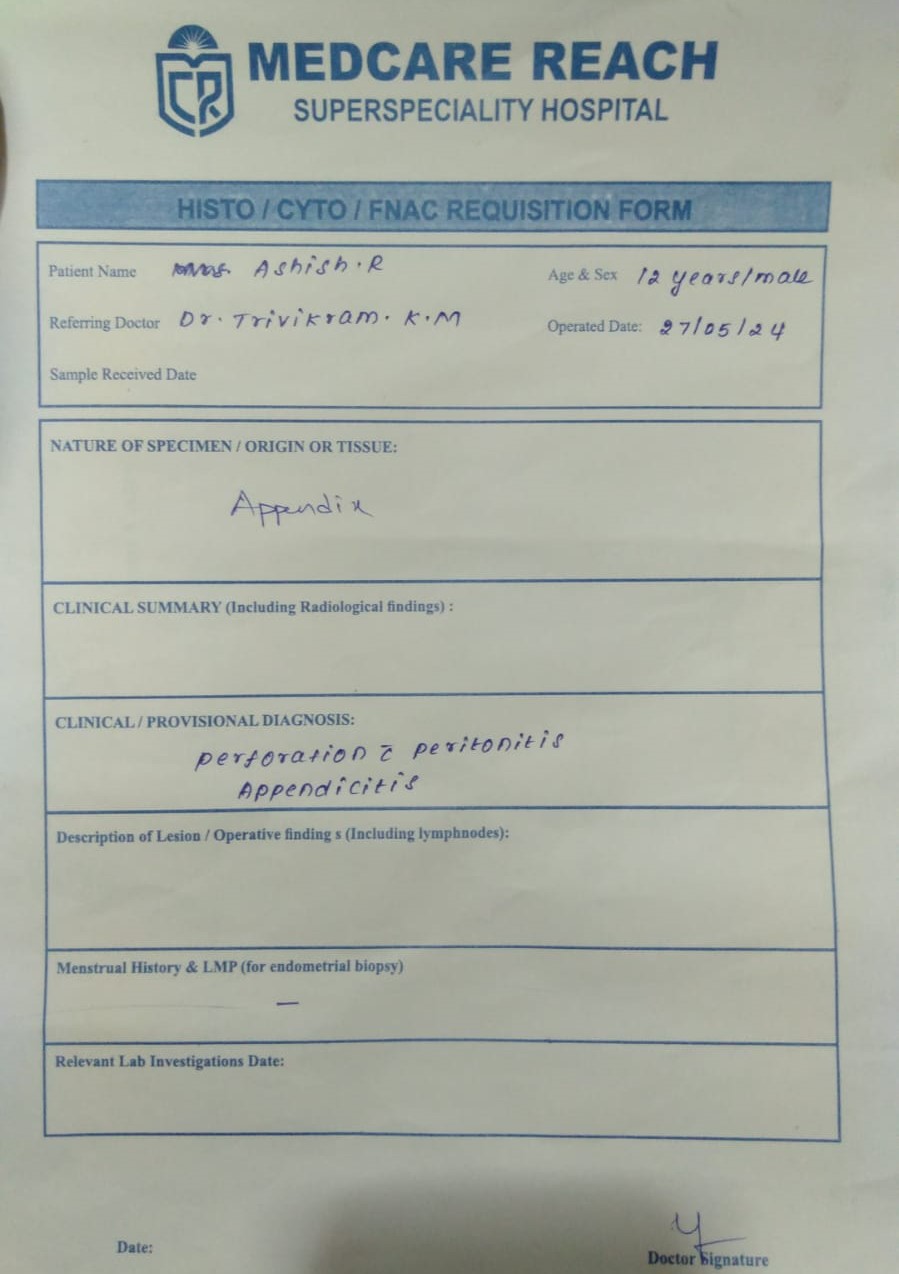 MEDCARE REACH
SUPERSPECIALITY HOSPITAL
HISTO / CYTO / FNAC REQUISITION FORM
Patient Name Ashish.R Age & Sex 12 years/male
Referring Doctor Dr. Trivikram. K.M Operated Date: 27/05/24
Sample Received Date
NATURE OF SPECIMEN / ORIGIN OR TISSUE:
Appendix
CLINICAL SUMMARY (Including Radiological findings) :
CLINICAL / PROVISIONAL DIAGNOSIS:
perforation c̄ peritonitis
Appendicitis
Description of Lesion / Operative finding s (Including lymphnodes):
Menstrual History & LMP (for endometrial biopsy)
—
Relevant Lab Investigations Date:
Date:
Doctor Signature